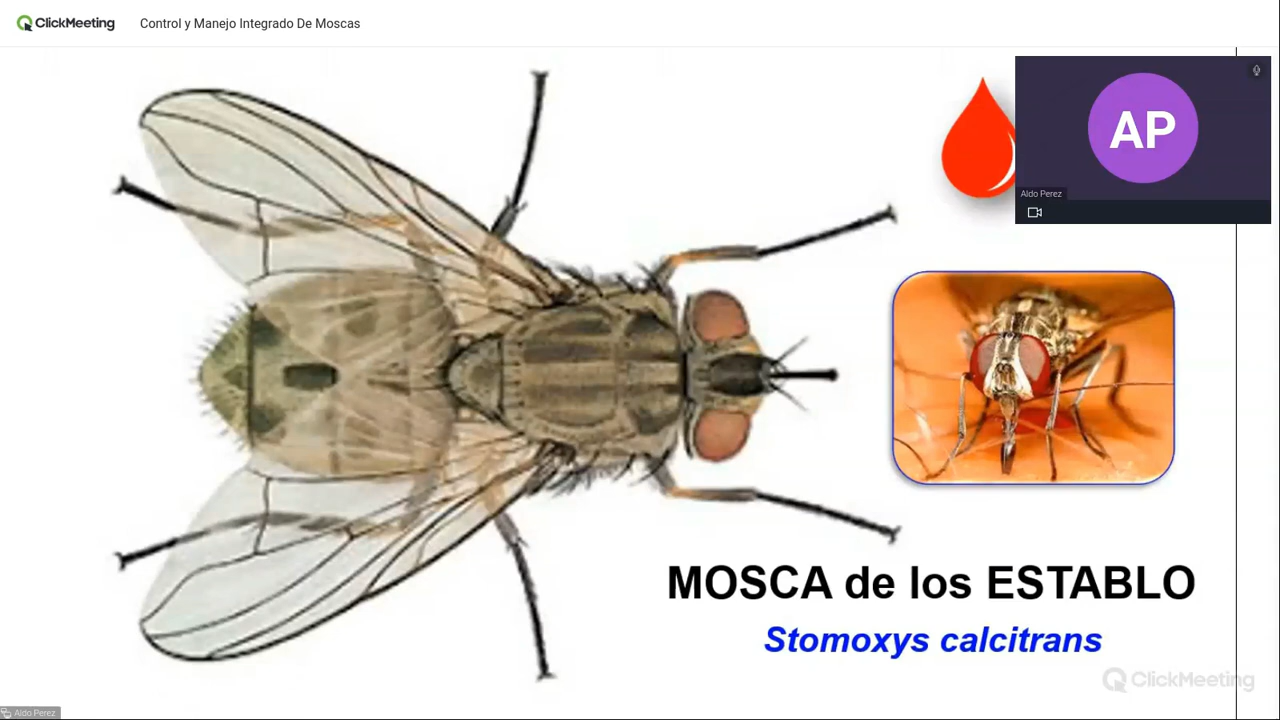 ClickMeeting
Control y Manejo Integrado De Moscas
AP
Aldo Perez
MOSCA de los ESTABLO
Stomoxys calcitrans
ClickMeeting
Aldo Perez